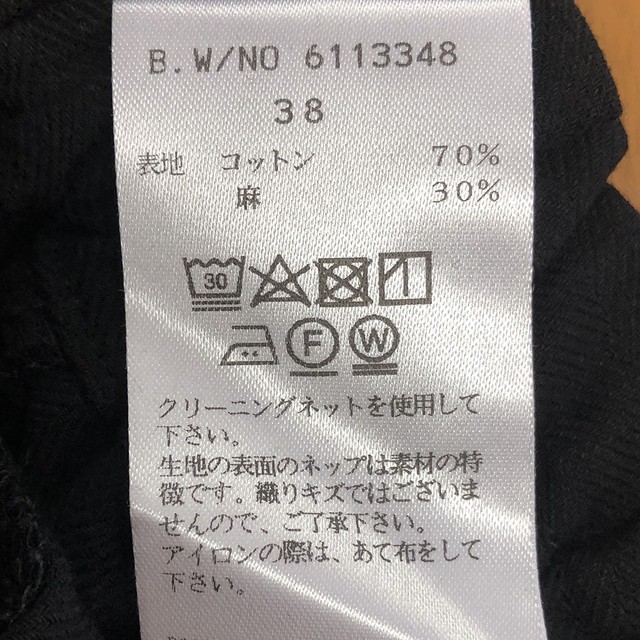 B.W/NO 6113348
38
表地 コットン 70%
麻 30%
30
F W
クリーニングネットを使用して
下さい。
生地の表面のネップは素材の特
徴です。織りキズではございま
せんので、ご了承下さい。
アイロンの際は、あて布をして
下さい。